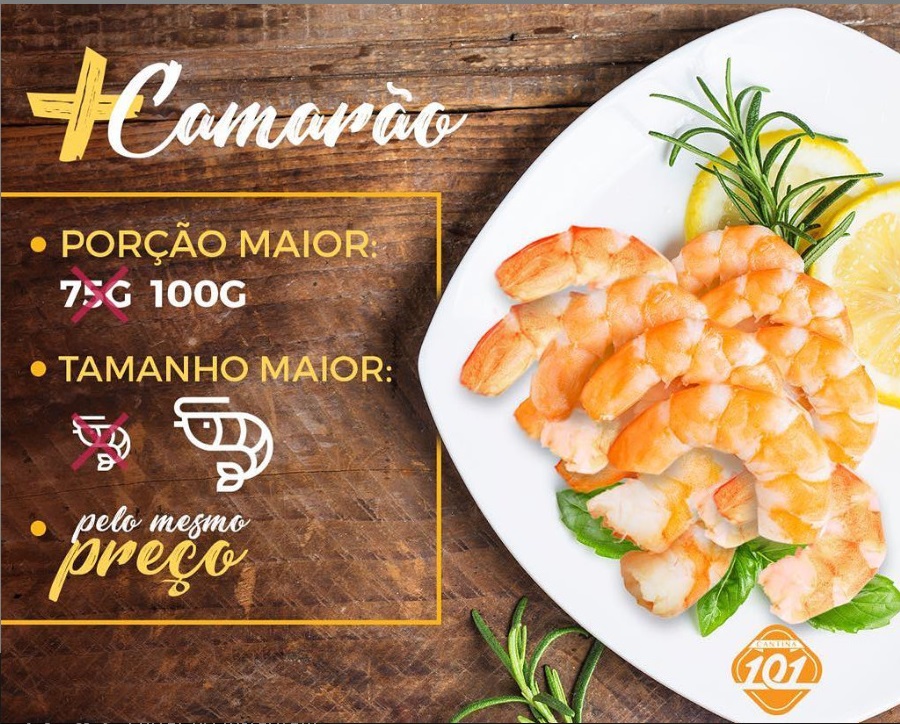 +Camarão
PORÇÃO MAIOR:
75G 100G
TAMANHO MAIOR:
pelo mesmo
preço
CANTINA
101